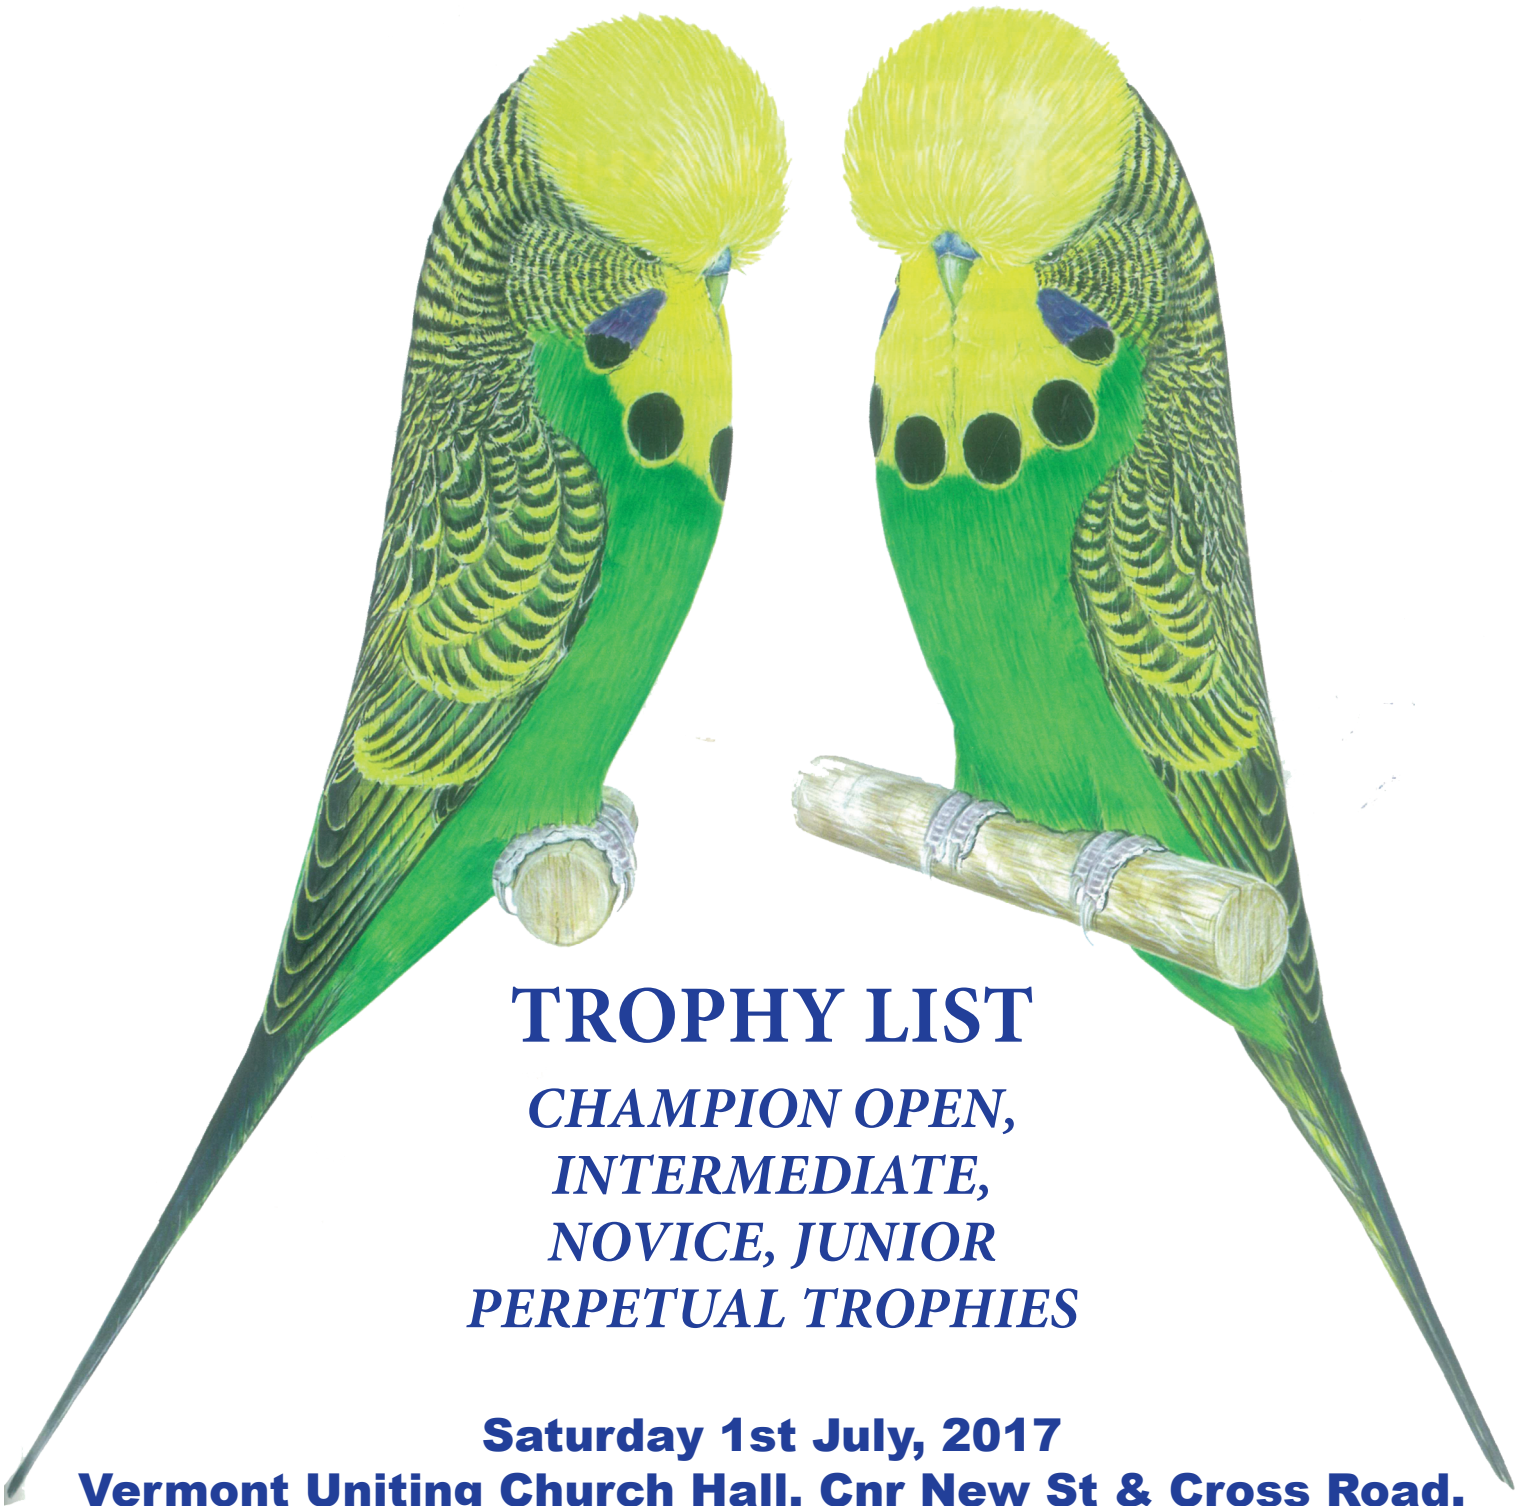 TROPHY LIST
CHAMPION OPEN,
INTERMEDIATE,
NOVICE, JUNIOR
PERPETUAL TROPHIES
Saturday 1st July, 2017
Vermont Uniting Church Hall, Cnr New St & Cross Road,